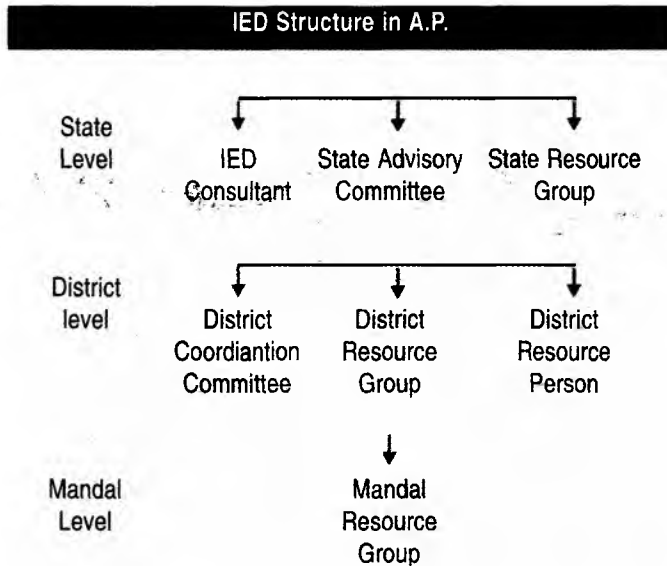 IED Structure in A.P.
State
Level
IED
Consultant
State Advisory
Committee
State Resource
Group
District
level
District
Coordiantion
Committee
District
Resource
Group
District
Resource
Person
Mandal
Level
Mandal
Resource
Group